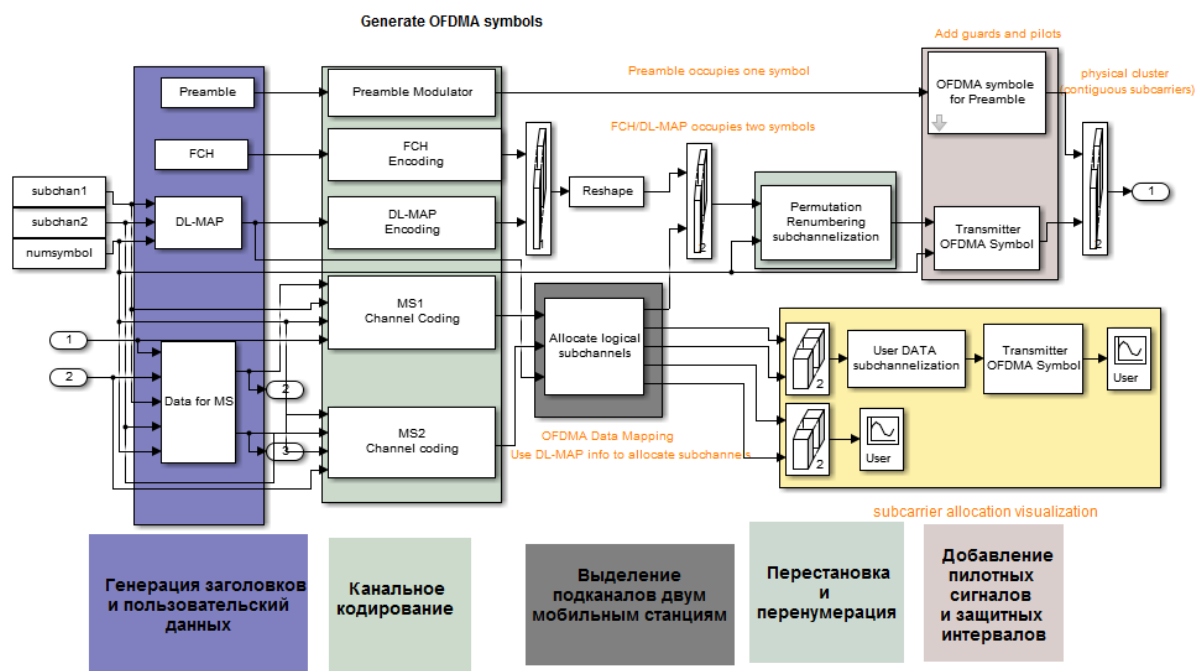 Generate OFDMA symbols
Add guards and pilots
Preamble
Preamble Modulator
Preamble occupies one symbol
OFDMA symbole
for Preamble
physical cluster
(contiguous subcarriers)
FCH
FCH
Encoding
FCH/DL-MAP occupies two symbols
subchan1
subchan2
numsymbol
DL-MAP
DL-MAP
Encoding
1
Reshape
2
Permutation
Renumbering
subchannelization
Transmitter
OFDMA Symbol
2
1
MS1
Channel Coding
Allocate logical
subchannels
1
2
Data for MS
2
3
MS2
Channel coding
OFDMA Data Mapping
Use DL-MAP info to allocate subchannels
2
User DATA
subchannelization
Transmitter
OFDMA Symbol
User
2
User
subcarrier allocation visualization
Генерация заголовков
и пользовательский
данных
Канальное
кодирование
Выделение
подканалов двум
мобильным станциям
Перестановка
и
перенумерация
Добавление
пилотных
сигналов
и защитных
интервалов